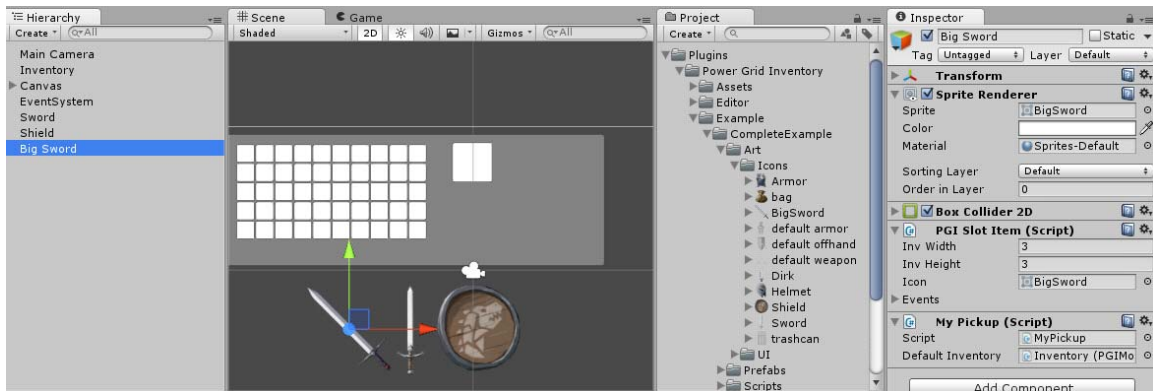 Hierarchy
Create
All
Main Camera
Inventory
Canvas
EventSystem
Sword
Shield
Big Sword
Scene
Game
Shaded
2D
Gizmos
All
Project
Create
Plugins
Power Grid Inventory
Assets
Editor
Example
CompleteExample
Art
Icons
Armor
bag
BigSword
default armor
default offhand
default weapon
Dirk
Helmet
Shield
Sword
trashcan
UI
Prefabs
Scripts
Inspector
Big Sword
Static
Tag Untagged Layer Default
Transform
Sprite Renderer
Sprite BigSword
Color
Material Sprites-Default
Sorting Layer Default
Order in Layer 0
Box Collider 2D
PGI Slot Item (Script)
Inv Width 3
Inv Height 3
Icon BigSword
Events
My Pickup (Script)
Script MyPickup
Default Inventory Inventory (PGIMo
Add Component